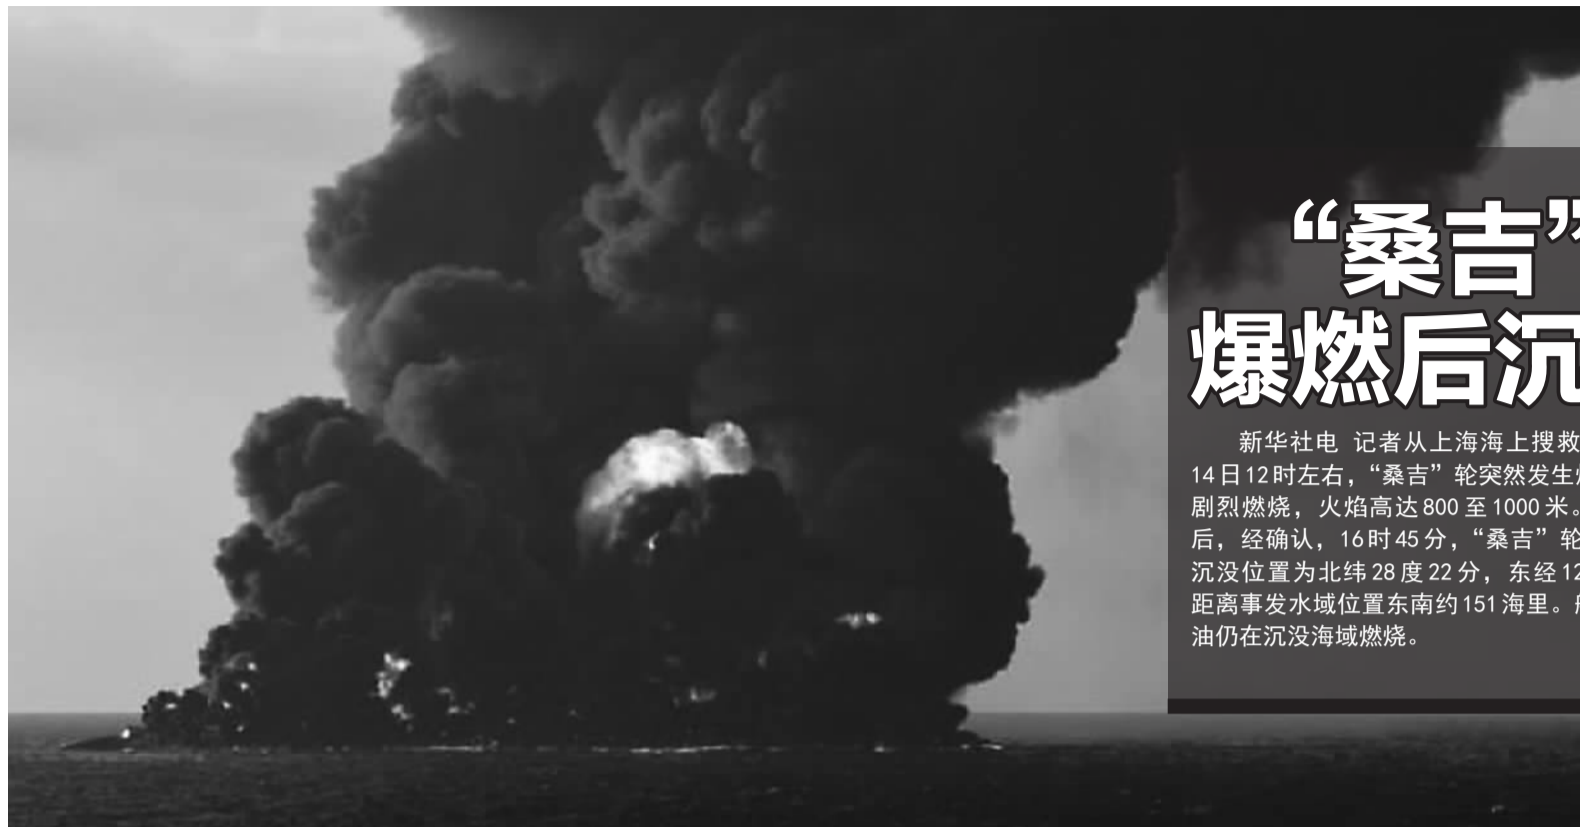 “桑吉”
爆燃后沉
新华社电 记者从上海海上搜救
14日12时左右，“桑吉”轮突然发生
剧烈燃烧，火焰高达800至1000米。
后，经确认，16时45分，“桑吉”轮
沉没位置为北纬28度22分，东经12
距离事发水域位置东南约151海里。
油仍在沉没海域燃烧。